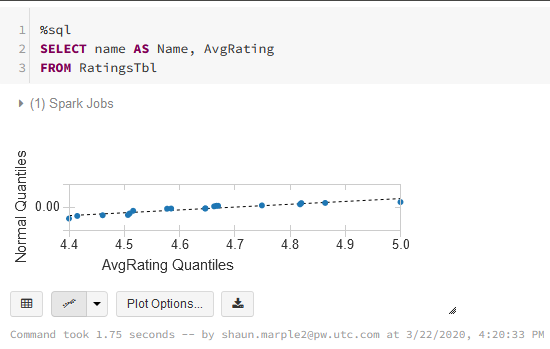 1 %sql
2 SELECT name AS Name, AvgRating
3 FROM RatingsTbl
(1) Spark Jobs
Normal Quantiles
0.00
4.4 4.5 4.6 4.7 4.8 4.9 5.0
AvgRating Quantiles
Plot Options...
Command took 1.75 seconds -- by shaun.marple2@pw.utc.com at 3/22/2020, 4:20:33 PM